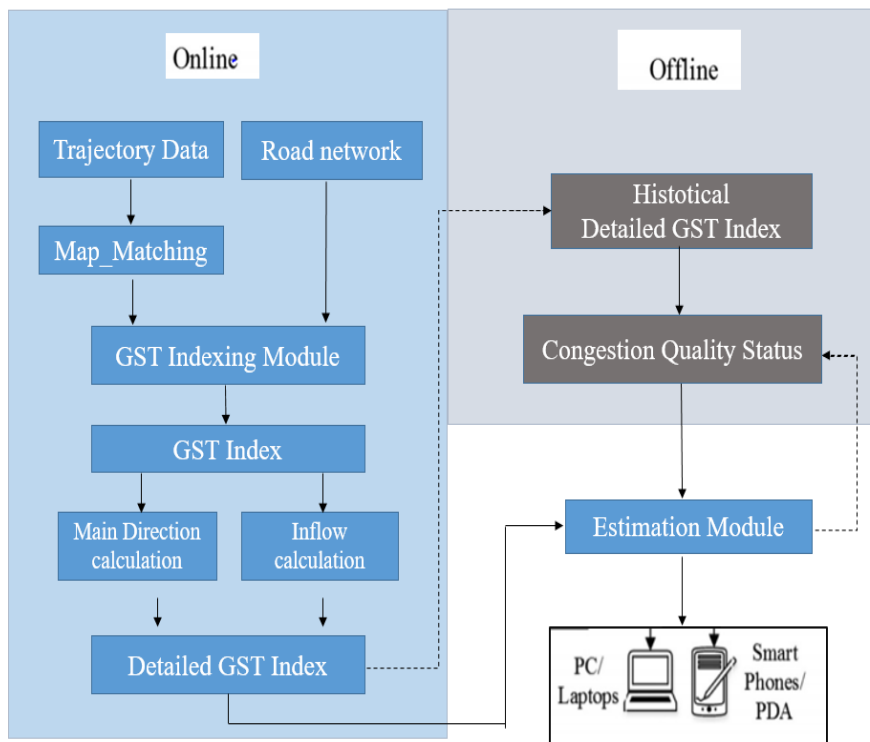 Online
Offline
Trajectory Data
Road network
Histotical
Detailed GST Index
Map_Matching
GST Indexing Module
Congestion Quality Status
GST Index
Main Direction
calculation
Inflow
calculation
Estimation Module
Detailed GST Index
PC/
Laptops
Smart
Phones/
PDA